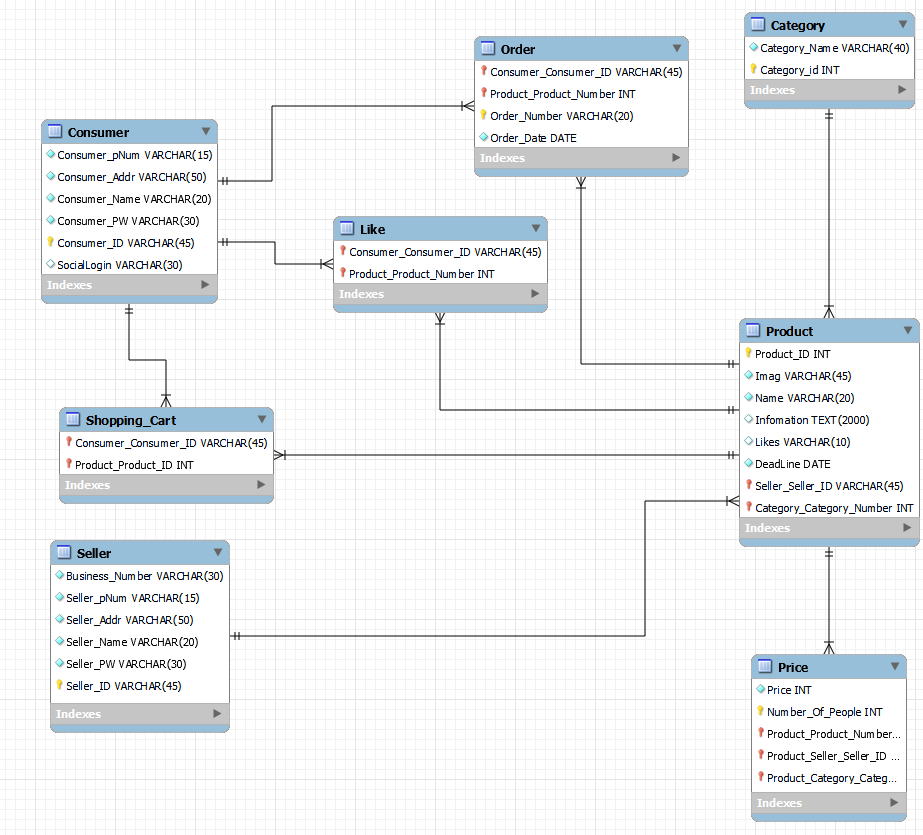 Category
Category_Name VARCHAR(40)
Category_id INT
Indexes
Order
Consumer_Consumer_ID VARCHAR(45)
Product_Product_Number INT
Order_Number VARCHAR(20)
Order_Date DATE
Indexes
Consumer
Consumer_pNum VARCHAR(15)
Consumer_Addr VARCHAR(50)
Consumer_Name VARCHAR(20)
Consumer_PW VARCHAR(30)
Consumer_ID VARCHAR(45)
SocialLogin VARCHAR(30)
Indexes
Like
Consumer_Consumer_ID VARCHAR(45)
Product_Product_Number INT
Indexes
Product
Product_ID INT
Imag VARCHAR(45)
Name VARCHAR(20)
Infomation TEXT(2000)
Likes VARCHAR(10)
DeadLine DATE
Seller_Seller_ID VARCHAR(45)
Category_Category_Number INT
Indexes
Shopping_Cart
Consumer_Consumer_ID VARCHAR(45)
Product_Product_ID INT
Indexes
Seller
Business_Number VARCHAR(30)
Seller_pNum VARCHAR(15)
Seller_Addr VARCHAR(50)
Seller_Name VARCHAR(20)
Seller_PW VARCHAR(30)
Seller_ID VARCHAR(45)
Indexes
Price
Price INT
Number_Of_People INT
Product_Product_Number...
Product_Seller_Seller_ID ...
Product_Category_Categ...
Indexes